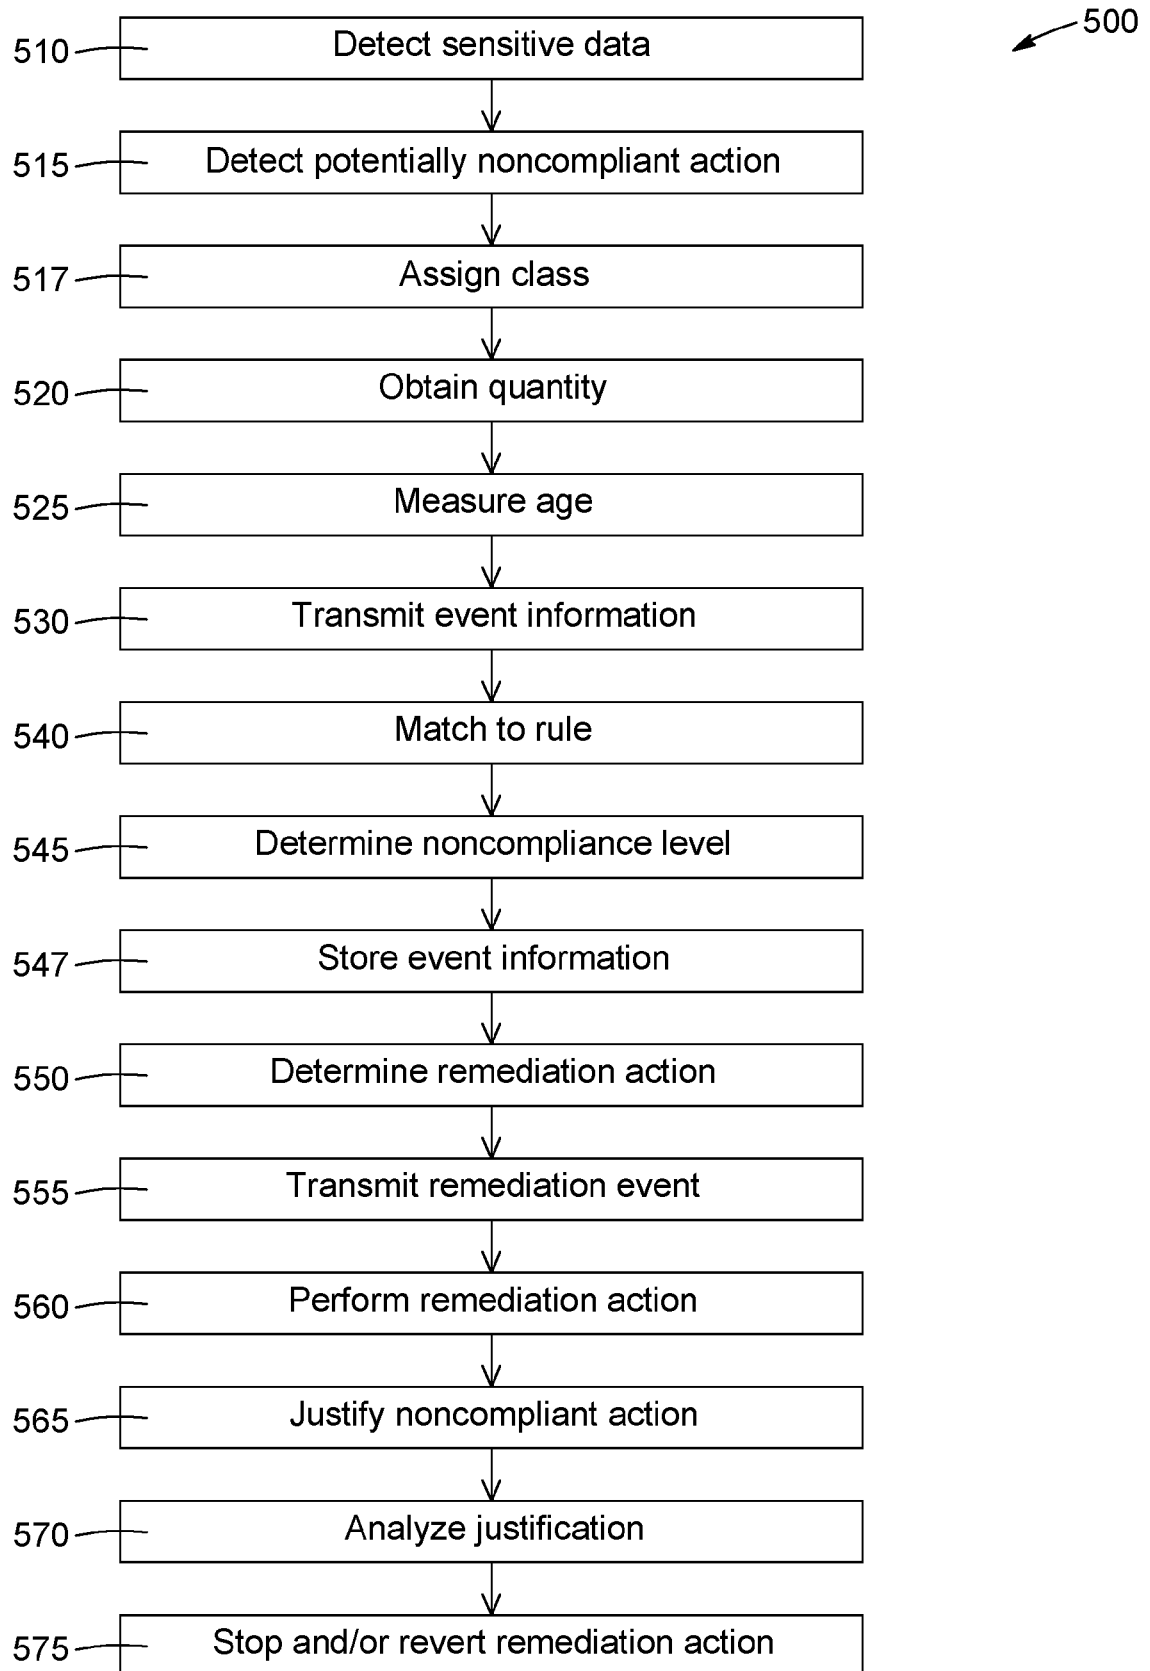 500
510 Detect sensitive data
515 Detect potentially noncompliant action
517 Assign class
520 Obtain quantity
525 Measure age
530 Transmit event information
540 Match to rule
545 Determine noncompliance level
547 Store event information
550 Determine remediation action
555 Transmit remediation event
560 Perform remediation action
565 Justify noncompliant action
570 Analyze justification
575 Stop and/or revert remediation action